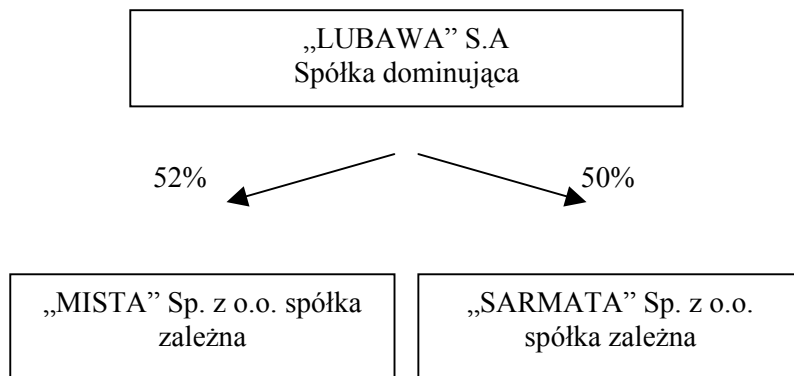 „LUBAWA” S.A
Spółka dominująca
52%
50%
„MISTA” Sp. z o.o. spółka
zależna
„SARMATA” Sp. z o.o.
spółka zależna